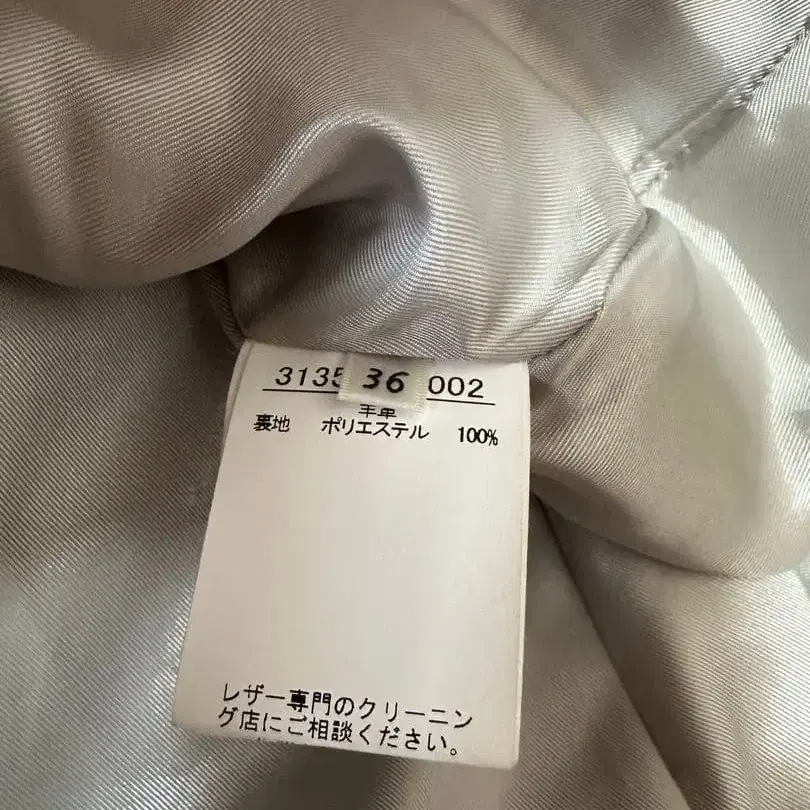 3135 36 002
羊革
裏地 ポリエステル 100%
レザー専門のクリーニン
グ店にご相談ください。